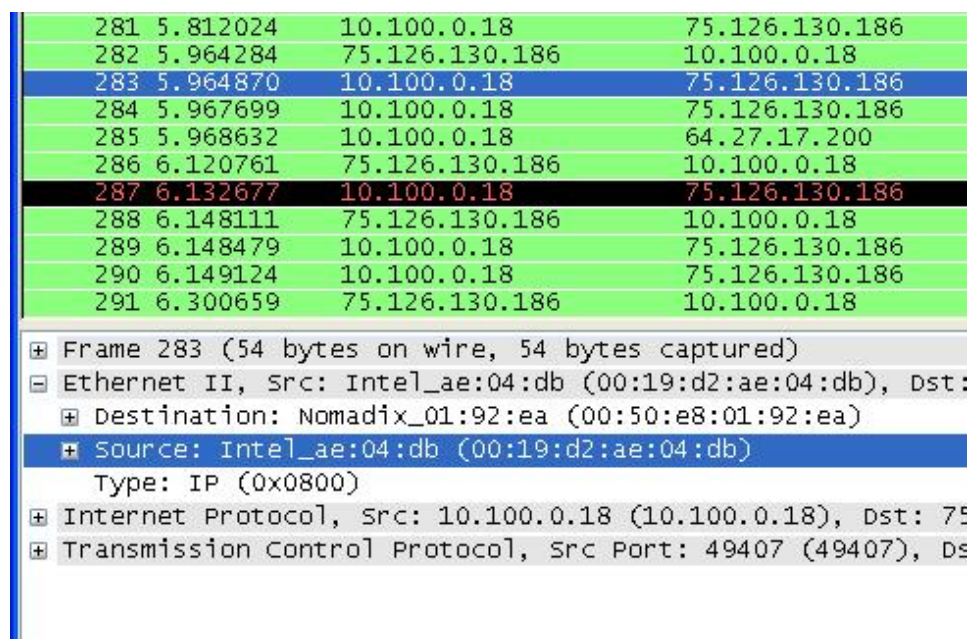 281 5.812024 10.100.0.18 75.126.130.186
282 5.964284 75.126.130.186 10.100.0.18
283 5.964870 10.100.0.18 75.126.130.186
284 5.967699 10.100.0.18 75.126.130.186
285 5.968632 10.100.0.18 64.27.17.200
286 6.120761 75.126.130.186 10.100.0.18
287 6.132677 10.100.0.18 75.126.130.186
288 6.148111 75.126.130.186 10.100.0.18
289 6.148479 10.100.0.18 75.126.130.186
290 6.149124 10.100.0.18 75.126.130.186
291 6.300659 75.126.130.186 10.100.0.18
Frame 283 (54 bytes on wire, 54 bytes captured)
Ethernet II, Src: Intel_ae:04:db (00:19:d2:ae:04:db), Dst:
Destination: Nomadix_01:92:ea (00:50:e8:01:92:ea)
Source: Intel_ae:04:db (00:19:d2:ae:04:db)
Type: IP (0x0800)
Internet Protocol, Src: 10.100.0.18 (10.100.0.18), Dst: 75
Transmission Control Protocol, Src Port: 49407 (49407), Ds